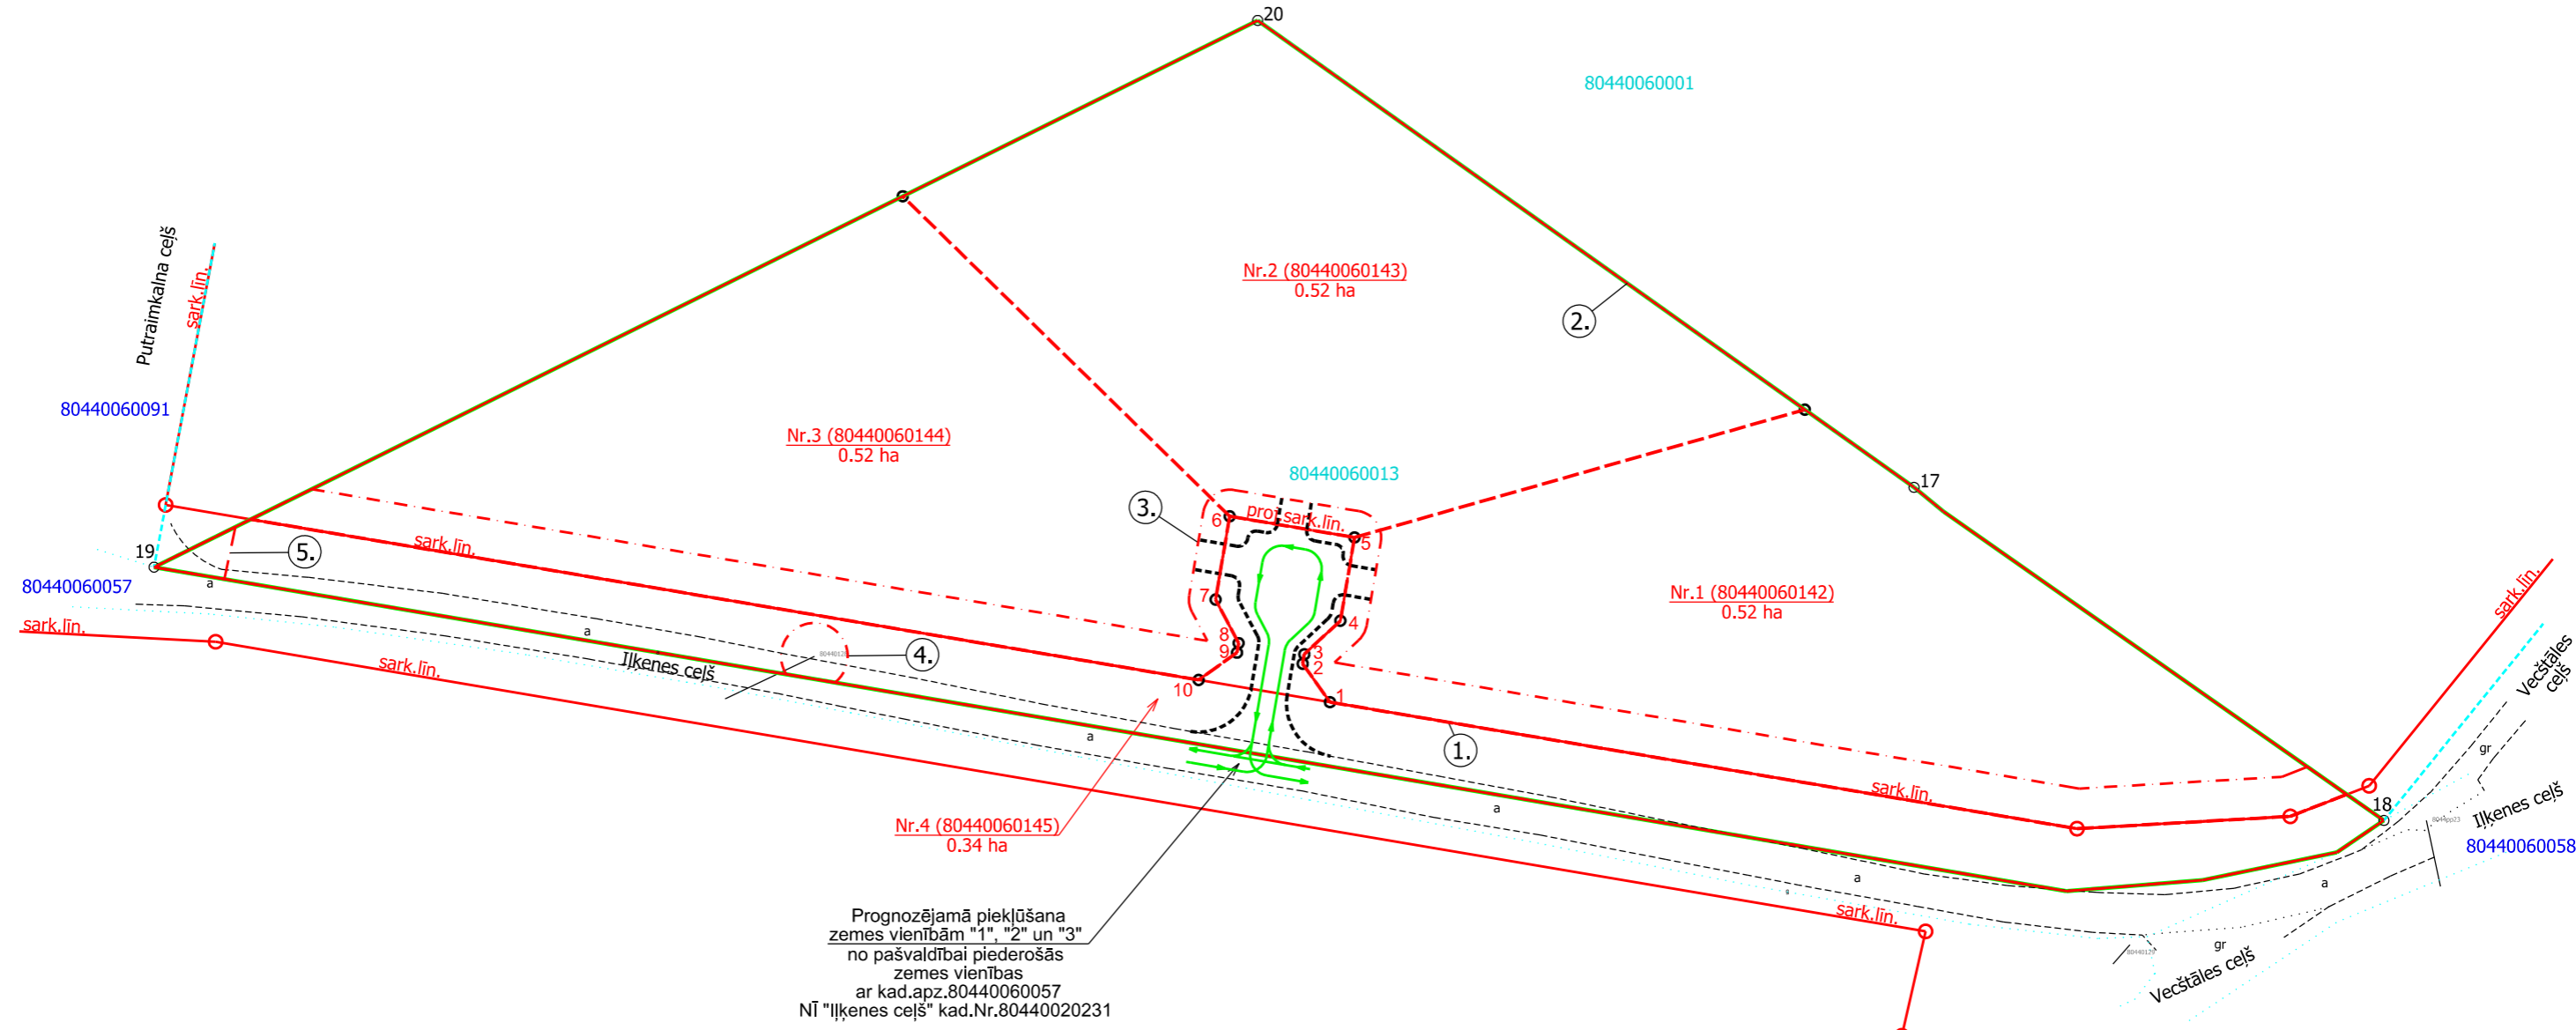 20
80440060001
Putraimkalna ceļš
sark.līn.
Nr.2 (80440060143)
0.52 ha
2.
80440060091
Nr.3 (80440060144)
0.52 ha
80440060013
17
3.
6
proj.sark.līn.
5
19
5.
sark.līn.
a
80440060057
7
Nr.1 (80440060142)
0.52 ha
sark.līn.
4
sark.līn.
a
8
9
3
2
4.
Iļķenes ceļš
sark.līn.
Vecštāles
ceļš
10
1
1.
a
gr
sark.līn.
18
a
Iļķenes ceļš
80440060058
Nr.4 (80440060145)
0.34 ha
a
a
sark.līn.
gr
Vecštāles ceļš
Prognozējamā piekļūšana
zemes vienībām "1", "2" un "3"
no pašvaldībai piederošās
zemes vienības
ar kad.apz.80440060057
NĪ "Iļķenes ceļš" kad.Nr.80440020231